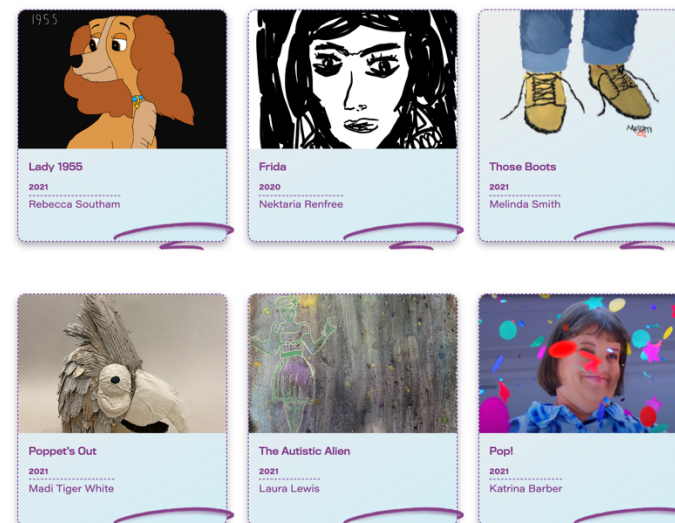 1955
Lady 1955
2021
Rebecca Southam
Frida
2020
Nektaria Renfree
Those Boots
2021
Melinda Smith
Poppet's Out
2021
Madi Tiger White
The Autistic Alien
2021
Laura Lewis
Pop!
2021
Katrina Barber